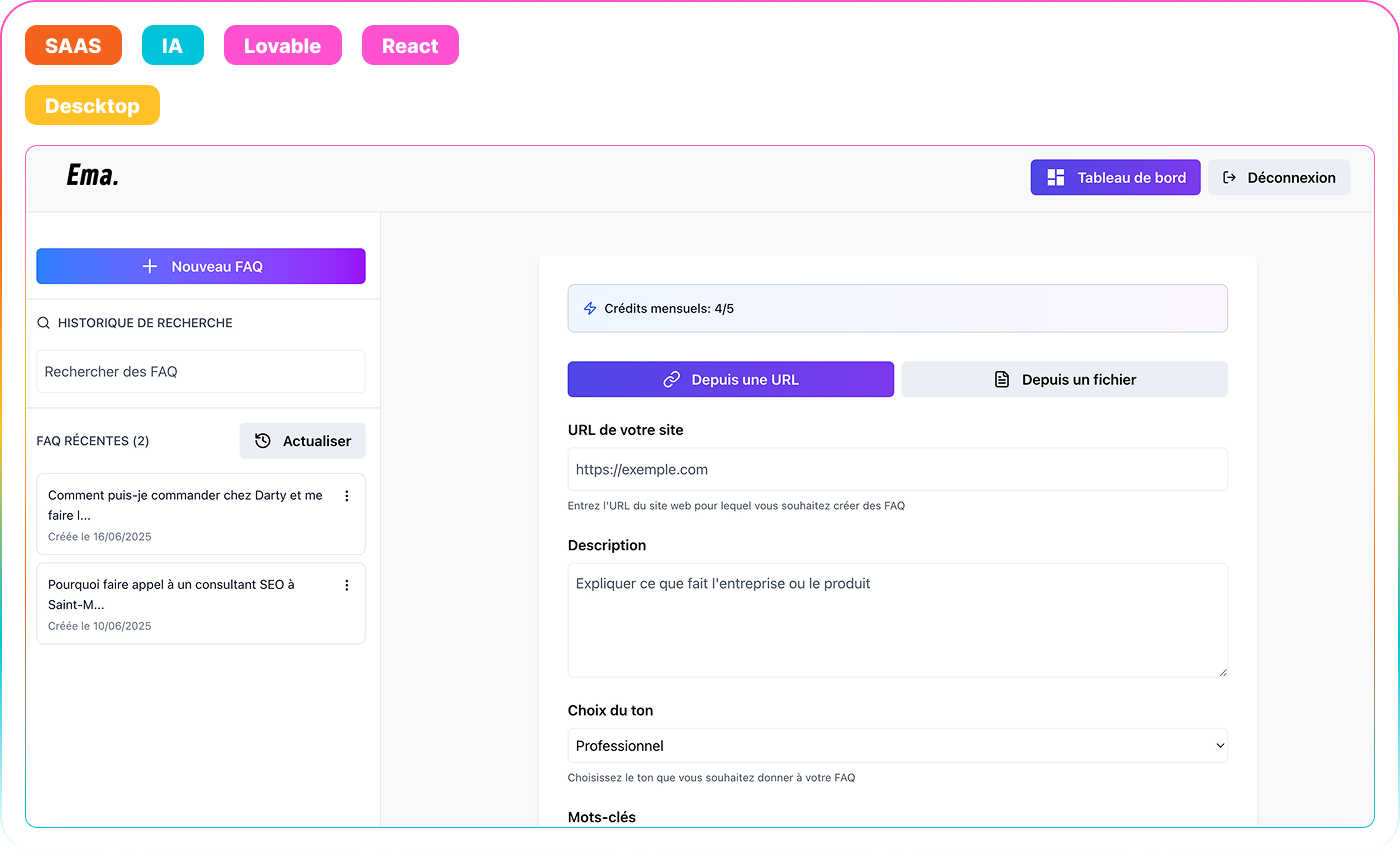 SAAS
IA
Lovable
React
Descktop
Ema.
Tableau de bord
Déconnexion
Nouveau FAQ
HISTORIQUE DE RECHERCHE
Rechercher des FAQ
FAQ RÉCENTES (2)
Actualiser
Comment puis-je commander chez Darty et me
faire l...
Créée le 16/06/2025
Pourquoi faire appel à un consultant SEO à
Saint-M...
Créée le 10/06/2025
Crédits mensuels: 4/5
Depuis une URL
Depuis un fichier
URL de votre site
https://exemple.com
Entrez l'URL du site web pour lequel vous souhaitez créer des FAQ
Description
Expliquer ce que fait l'entreprise ou le produit
Choix du ton
Professionnel
Choisissez le ton que vous souhaitez donner à votre FAQ
Mots-clés